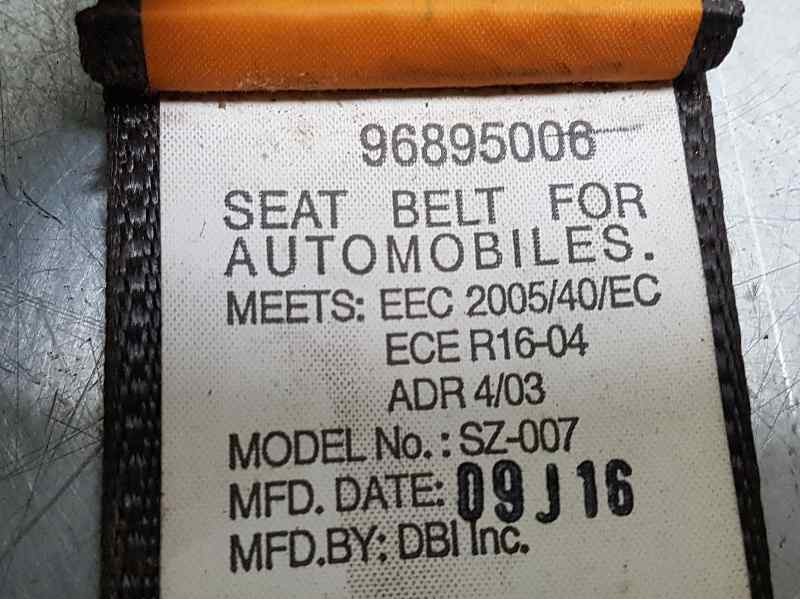 96895006
SEAT BELT FOR
AUTOMOBILES.
MEETS: EEC 2005/40/EC
ECE R16-04
ADR 4/03
MODEL No.: SZ-007
MFD. DATE: 09J16
MFD.BY: DBI Inc.